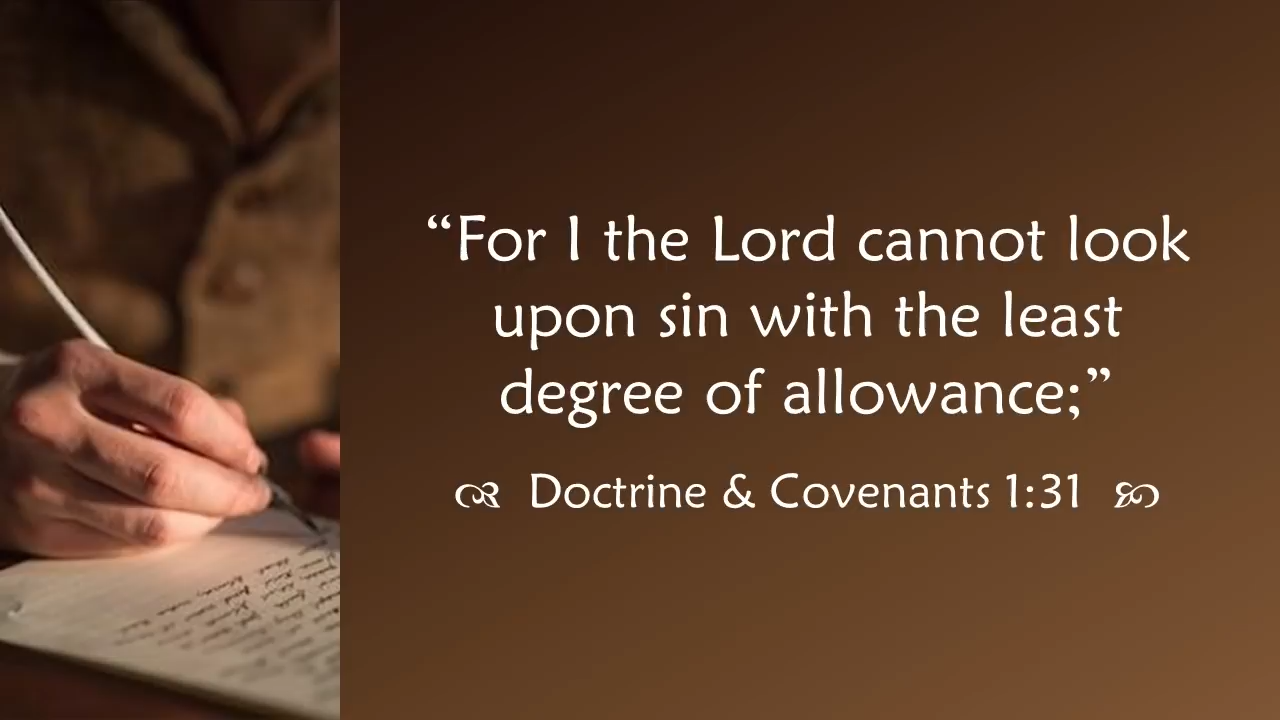 “For I the Lord cannot look
upon sin with the least
degree of allowance;”
Doctrine & Covenants 1:31